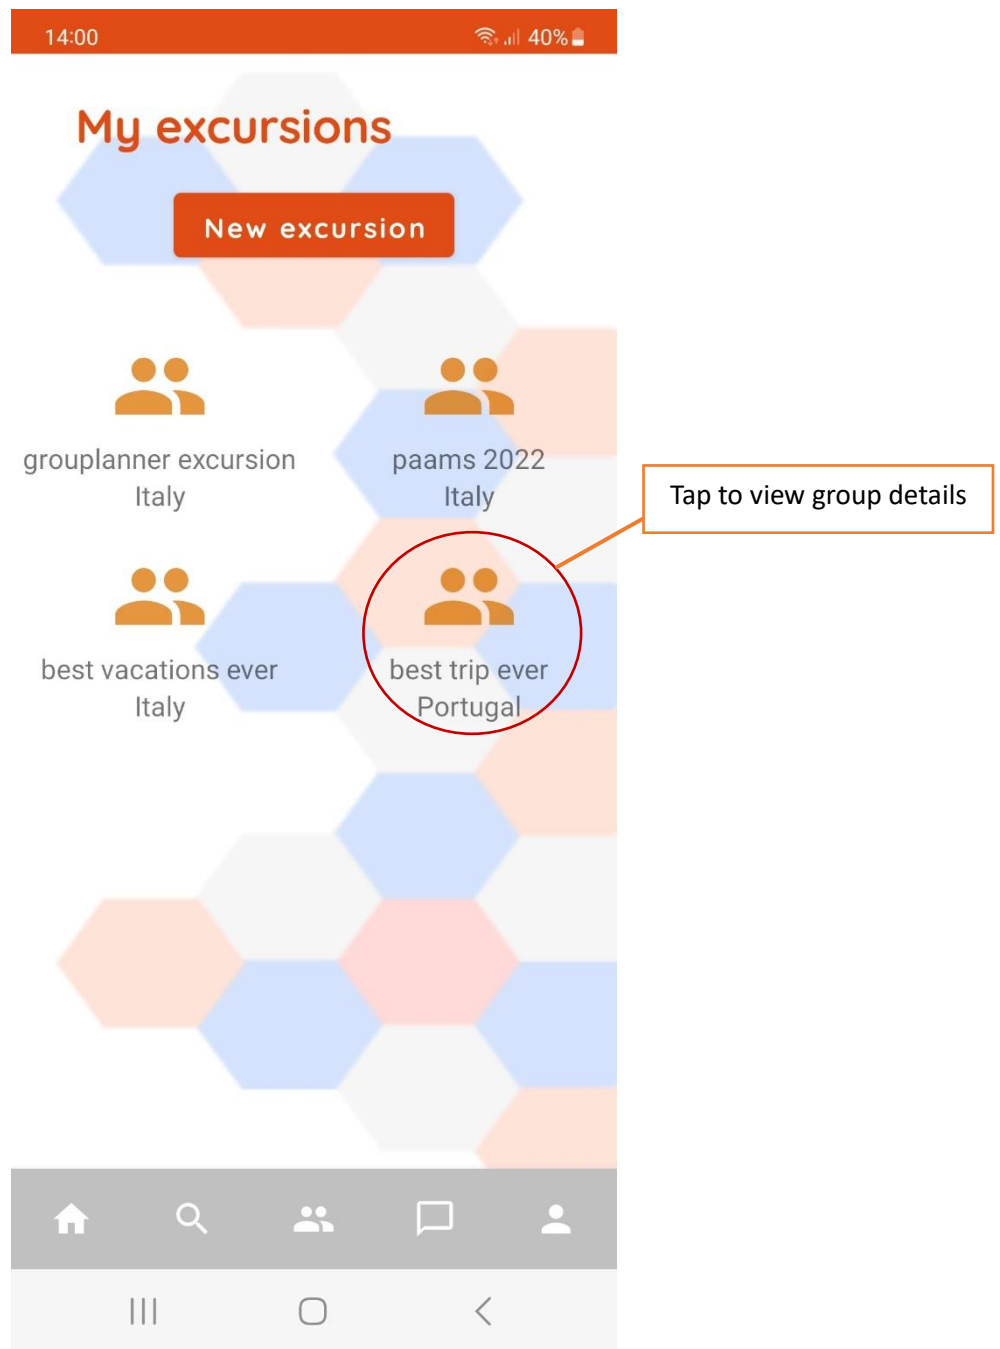 14:00
40%
My excursions
New excursion
grouplanner excursion
Italy
paams 2022
Italy
Tap to view group details
best vacations ever
Italy
best trip ever
Portugal